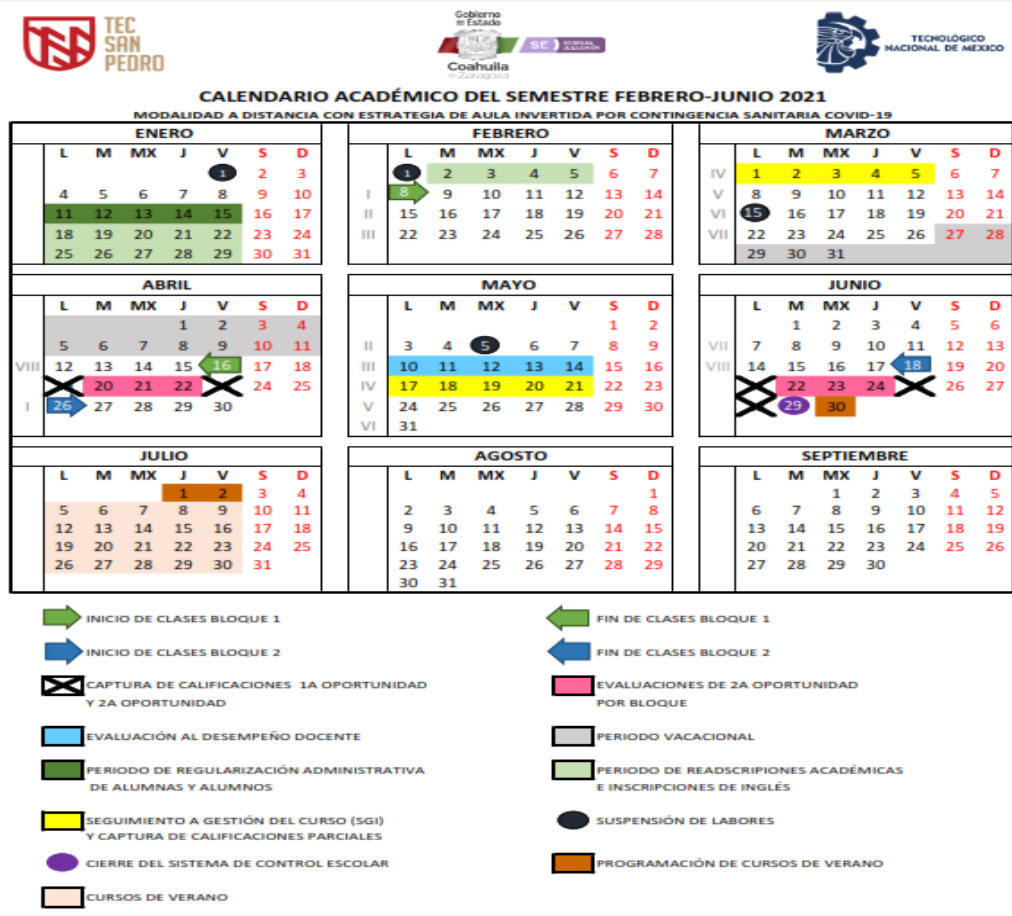 TEC
SAN
PEDRO
Gobierno
de Estado
Coahuila
de Zaragoza
SE
TECNOLÓGICO
NACIONAL DE MÉXICO
CALENDARIO ACADÉMICO DEL SEMESTRE FEBRERO-JUNIO 2021
MODALIDAD A DISTANCIA CON ESTRATEGIA DE AULA INVERTIDA POR CONTINGENCIA SANITARIA COVID-19
ENERO
L M MX J V S D
1 2 3
4 5 6 7 8 9 10
11 12 13 14 15 16 17
18 19 20 21 22 23 24
25 26 27 28 29 30 31
FEBRERO
L M MX J V S D
1 2 3 4 5 6 7
I 8 9 10 11 12 13 14
II 15 16 17 18 19 20 21
III 22 23 24 25 26 27 28
MARZO
L M MX J V S D
IV 1 2 3 4 5 6 7
V 8 9 10 11 12 13 14
VI 15 16 17 18 19 20 21
VII 22 23 24 25 26 27 28
29 30 31
ABRIL
L M MX J V S D
1 2 3 4
5 6 7 8 9 10 11
VIII 12 13 14 15 16 17 18
20 21 22 24 25
I 26 27 28 29 30
MAYO
L M MX J V S D
1 2
II 3 4 5 6 7 8 9
III 10 11 12 13 14 15 16
IV 17 18 19 20 21 22 23
V 24 25 26 27 28 29 30
VI 31
JUNIO
L M MX J V S D
1 2 3 4 5 6
VII 7 8 9 10 11 12 13
VIII 14 15 16 17 18 19 20
22 23 24 26 27
29 30
JULIO
L M MX J V S D
1 2 3 4
5 6 7 8 9 10 11
12 13 14 15 16 17 18
19 20 21 22 23 24 25
26 27 28 29 30 31
AGOSTO
L M MX J V S D
1
2 3 4 5 6 7 8
9 10 11 12 13 14 15
16 17 18 19 20 21 22
23 24 25 26 27 28 29
30 31
SEPTIEMBRE
L M MX J V S D
1 2 3 4 5
6 7 8 9 10 11 12
13 14 15 16 17 18 19
20 21 22 23 24 25 26
27 28 29 30
INICIO DE CLASES BLOQUE 1
FIN DE CLASES BLOQUE 1
INICIO DE CLASES BLOQUE 2
FIN DE CLASES BLOQUE 2
CAPTURA DE CALIFICACIONES 1A OPORTUNIDAD
Y 2A OPORTUNIDAD
EVALUACIONES DE 2A OPORTUNIDAD
POR BLOQUE
EVALUACIÓN AL DESEMPEÑO DOCENTE
PERIODO VACACIONAL
PERIODO DE REGULARIZACIÓN ADMINISTRATIVA
DE ALUMNAS Y ALUMNOS
PERIODO DE READSCRIPIONES ACADÉMICAS
E INSCRIPCIONES DE INGLÉS
SEGUIMIENTO A GESTIÓN DEL CURSO (SGI)
Y CAPTURA DE CALIFICACIONES PARCIALES
SUSPENSIÓN DE LABORES
CIERRE DEL SISTEMA DE CONTROL ESCOLAR
PROGRAMACIÓN DE CURSOS DE VERANO
CURSOS DE VERANO